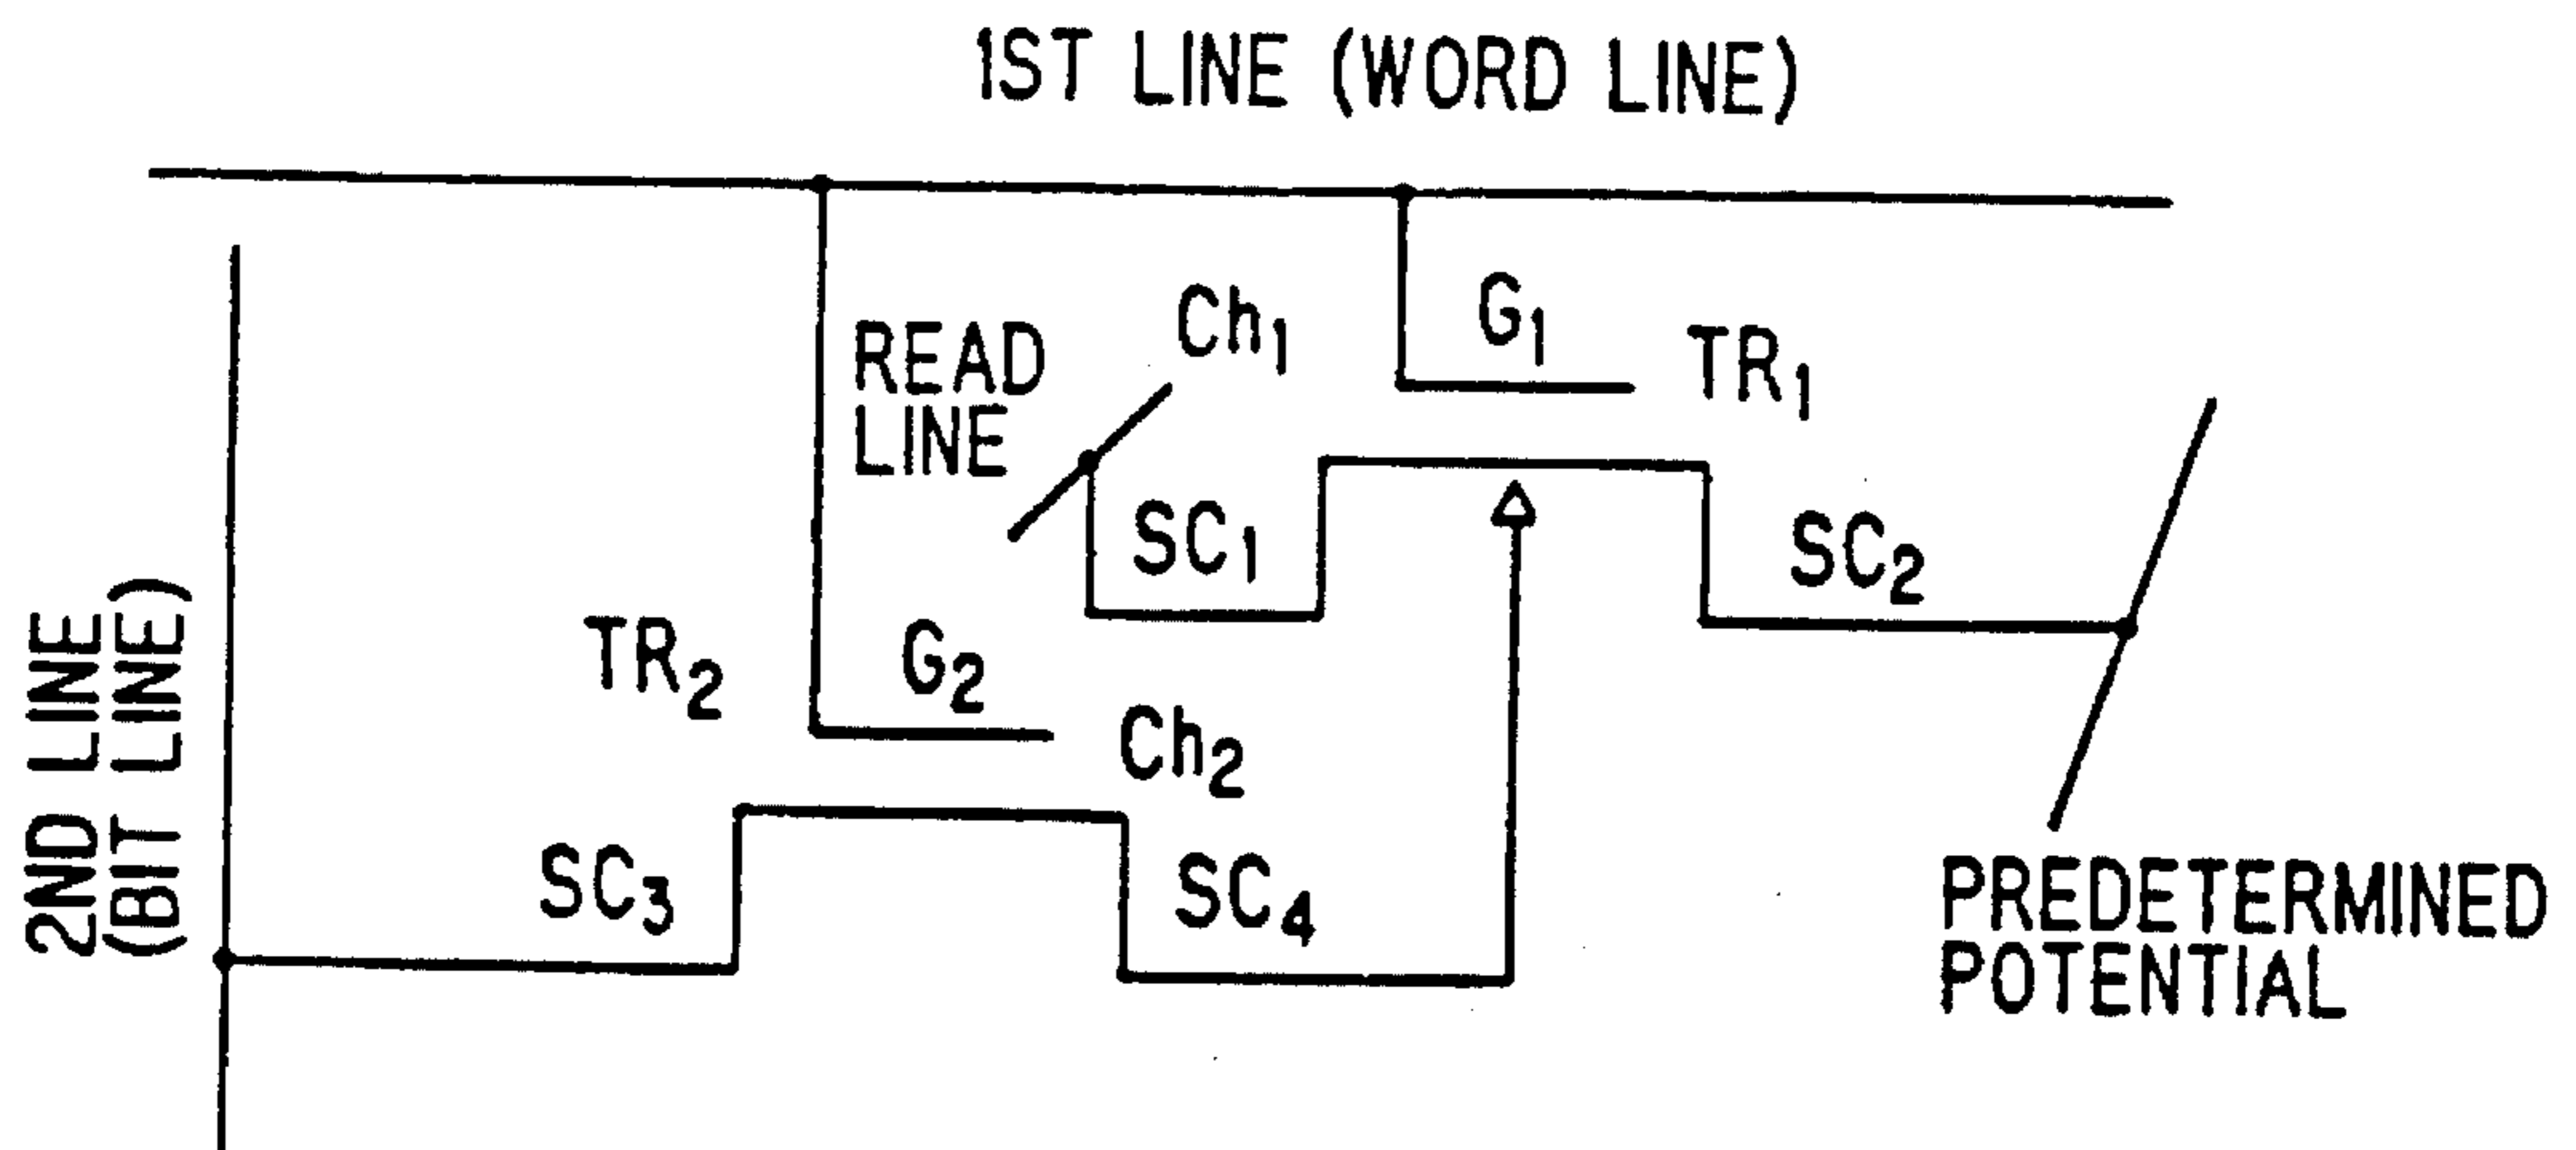 1ST LINE (WORD LINE)
READ
LINE
Ch1
G1
TR1
SC1
SC2
TR2
G2
Ch2
SC3
SC4
2ND LINE
(BIT LINE)
PREDETERMINED
POTENTIAL